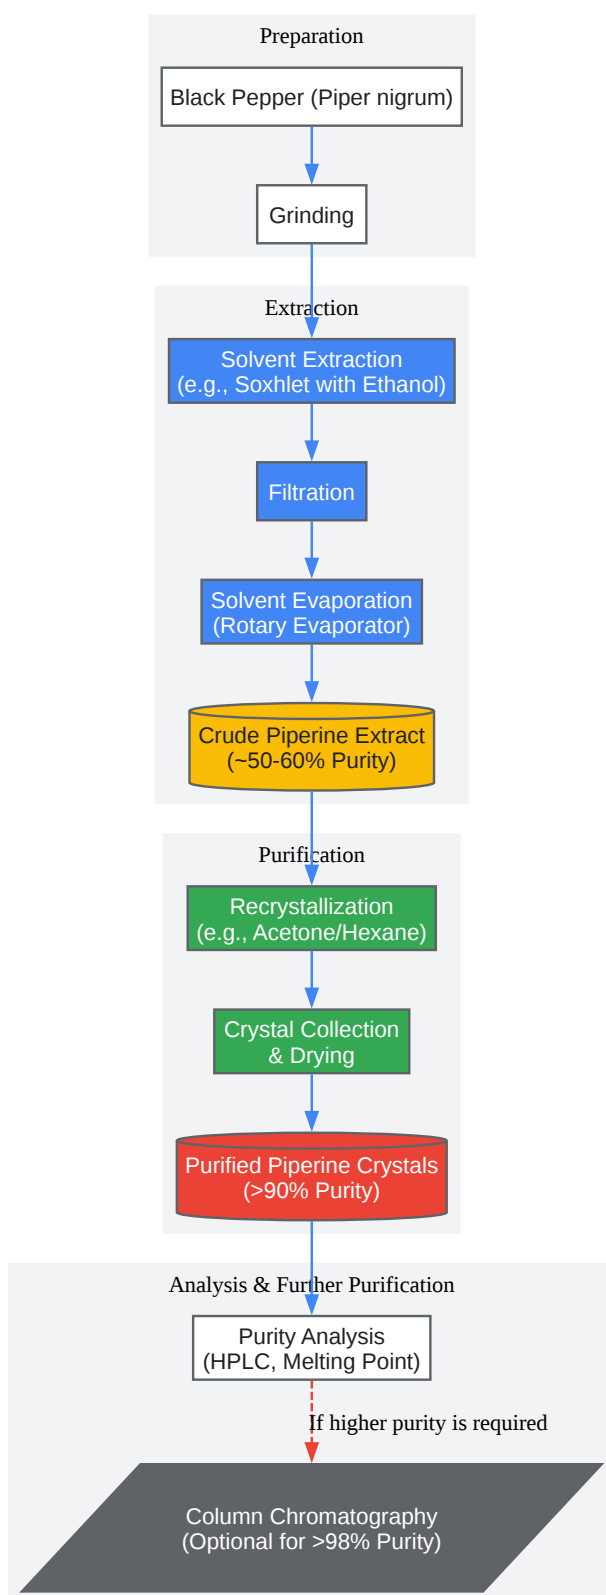 Preparation
Black Pepper (Piper nigrum)
Grinding
Extraction
Solvent Extraction
(e.g., Soxhlet with Ethanol)
Filtration
Solvent Evaporation
(Rotary Evaporator)
Crude Piperine Extract
(~50-60% Purity)
Purification
Recrystallization
(e.g., Acetone/Hexane)
Crystal Collection
& Drying
Purified Piperine Crystals
(>90% Purity)
Analysis & Further Purification
Purity Analysis
(HPLC, Melting Point)
If higher purity is required
Column Chromatography
(Optional for >98% Purity)